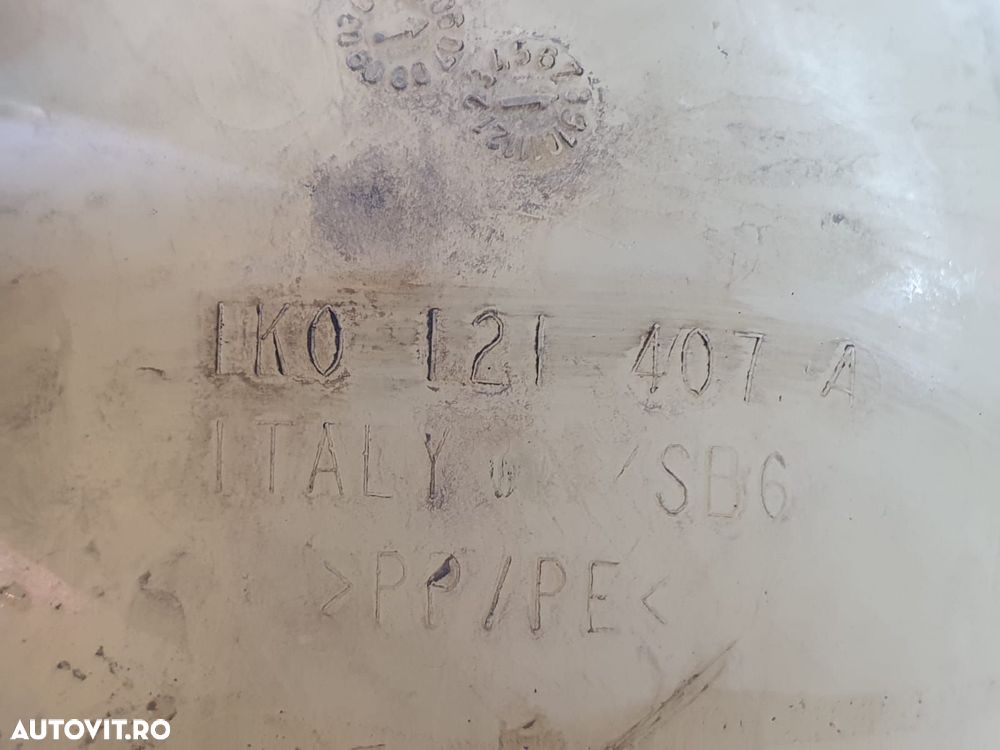 1K0 121 407 A
ITALY /SB6
>PP/PE<
AUTOVIT.RO